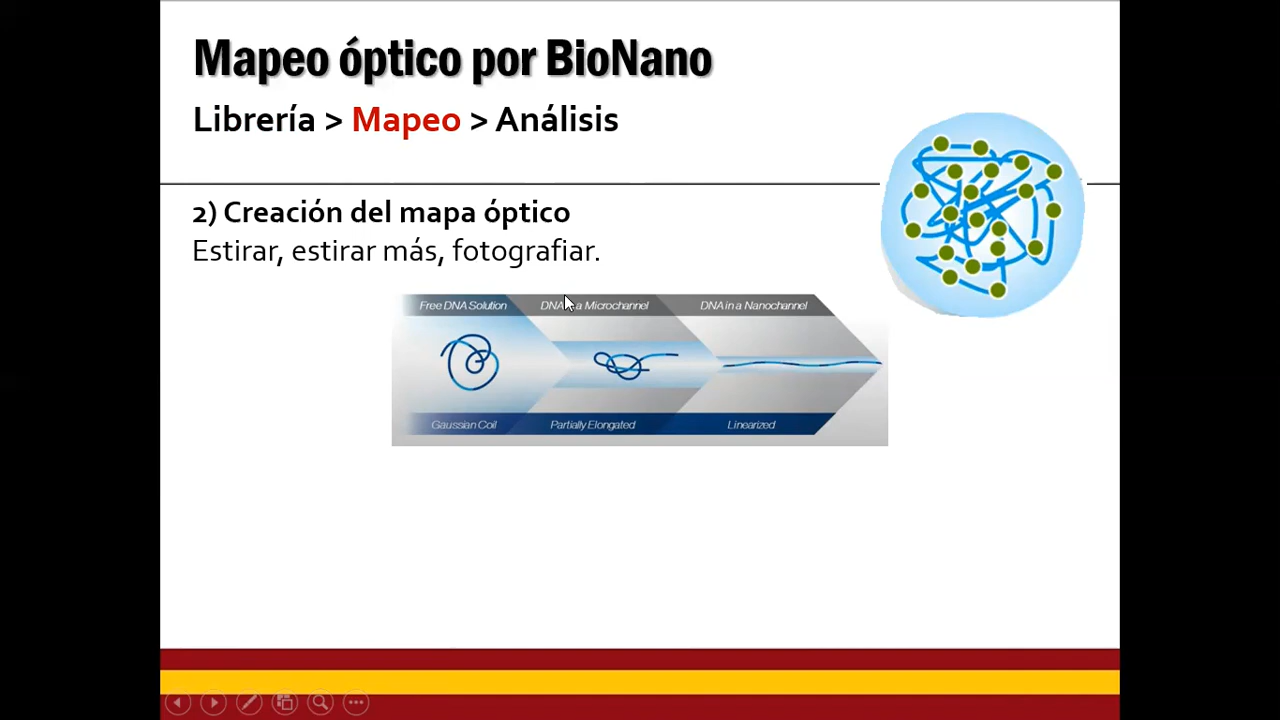 Mapeo óptico por BioNano
Librería > Mapeo > Análisis
2) Creación del mapa óptico
Estirar, estirar más, fotografiar.
Free DNA Solution
DNA in a Microchannel
DNA in a Nanochannel
Gaussian Coil
Partially Elongated
Linearized